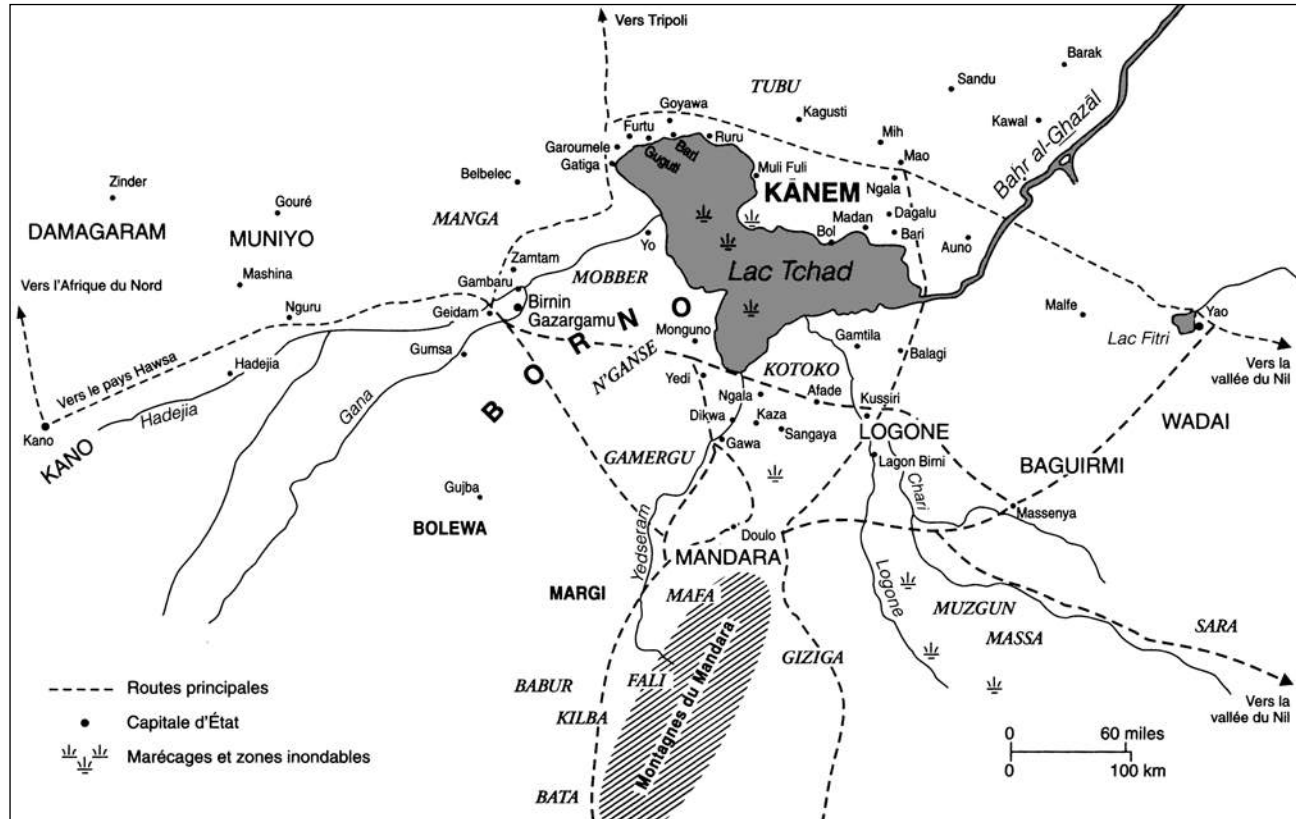 Vers Tripoli
Barak
Sandu
TUBU
Goyawa
Kagusti
Kawal
Bahr al-Ghazāl
Furtu
Bari
Ruru
Mih
Garoumele
Guguti
Mao
Gatiga
Muli Fuli
Ngala
Belbelec
KĀNEM
Zinder
Gouré
MANGA
Madan
Dagalu
DAMAGARAM
MUNIYO
Yo
Bol
Bari
Auno
Mashina
Zamtam
MOBBER
Lac Tchad
Vers l'Afrique du Nord
Gambaru
Nguru
Geidam
Birnin
Gazargamu
BORNO
Malfe
Yao
Monguno
Gamtila
Lac Fitri
Gumsa
N'GANSE
Balagi
Hadejia
Vers le pays Hawsa
Yedi
KOTOKO
Vers la
vallée du Nil
Hadejia
Gana
Ngala
Afade
Kussiri
Kano
KANO
Dikwa
Kaza
Sangaya
LOGONE
WADAI
Gawa
GAMERGU
Lagon Birni
BAGUIRMI
Gujba
Chari
BOLEWA
Massenya
Yedseram
Doulo
MANDARA
MARGI
MAFA
Logone
MUZGUN
MASSA
SARA
GIZIGA
FALI
BABUR
Montagnes du Mandara
KILBA
BATA
Vers la
vallée du Nil
Routes principales
Capitale d'État
Marécages et zones inondables
0 60 miles
0 100 km